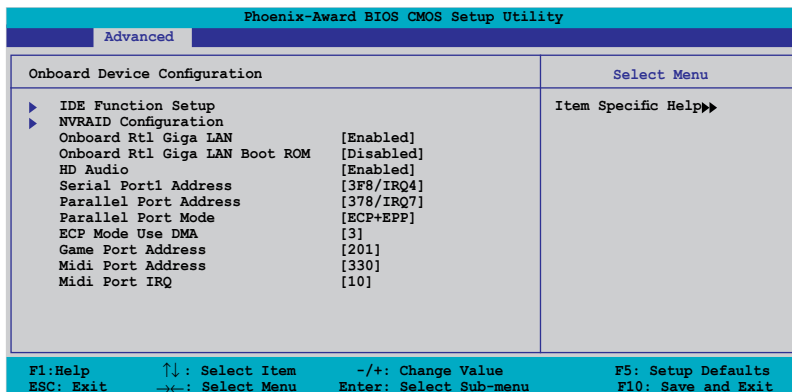 Phoenix-Award BIOS CMOS Setup Utility
Advanced
Onboard Device Configuration
Select Menu
IDE Function Setup
Item Specific Help
NVRAID Configuration
Onboard Rtl Giga LAN [Enabled]
Onboard Rtl Giga LAN Boot ROM [Disabled]
HD Audio [Enabled]
Serial Port1 Address [3F8/IRQ4]
Parallel Port Address [378/IRQ7]
Parallel Port Mode [ECP+EPP]
ECP Mode Use DMA [3]
Game Port Address [201]
Midi Port Address [330]
Midi Port IRQ [10]
F1:Help ↑↓: Select Item -/+: Change Value F5: Setup Defaults
ESC: Exit →←: Select Menu Enter: Select Sub-menu F10: Save and Exit